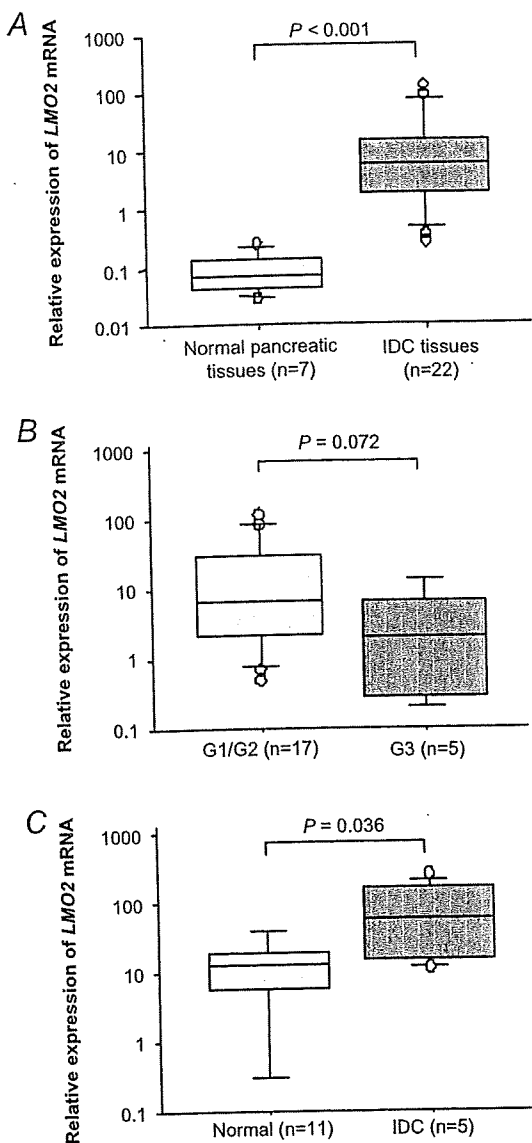 A
Relative expression of LMO2 mRNA
P < 0.001
1000
100
10
1
0.1
0.01
Normal pancreatic
tissues (n=7)
IDC tissues
(n=22)
B
Relative expression of LMO2 mRNA
P = 0.072
1000
100
10
1
0.1
G1/G2 (n=17)
G3 (n=5)
C
Relative expression of LMO2 mRNA
P = 0.036
1000
100
10
1
0.1
Normal (n=11)
IDC (n=5)